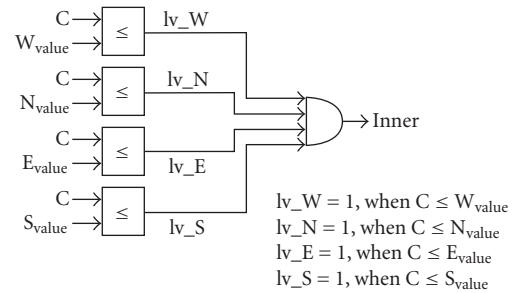 C
W_value
≤
lv_W
C
N_value
≤
lv_N
C
E_value
≤
lv_E
C
S_value
≤
lv_S
Inner
lv_W = 1, when C ≤ W_value
lv_N = 1, when C ≤ N_value
lv_E = 1, when C ≤ E_value
lv_S = 1, when C ≤ S_value